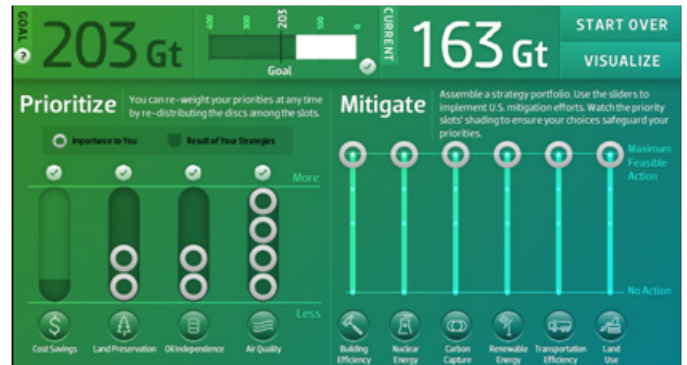 GOAL
?
203 Gt
400
300
203
100
0
Goal
CURRENT
163 Gt
START OVER
VISUALIZE
Prioritize
You can re-weight your priorities at any time
by re-distributing the discs among the slots.
Importance to You
Result of Your Strategies
More
Less
Cost Savings
Land Preservation
Oil Independence
Air Quality
Mitigate
Assemble a strategy portfolio. Use the sliders to
implement U.S. mitigation efforts. Watch the priority
slots' shading to ensure your choices safeguard your
priorities.
Maximum
Feasible
Action
No Action
Building
Efficiency
Nuclear
Energy
Carbon
Capture
Renewable
Energy
Transportation
Efficiency
Land
Use